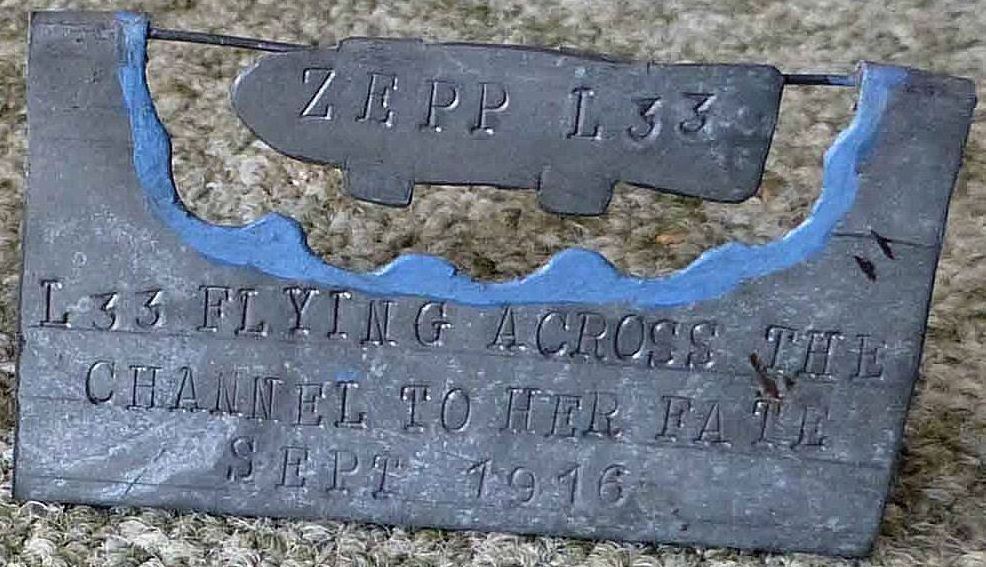 ZEPP L33
L33 FLYING ACROSS THE
CHANNEL TO HER FATE
SEPT 1916